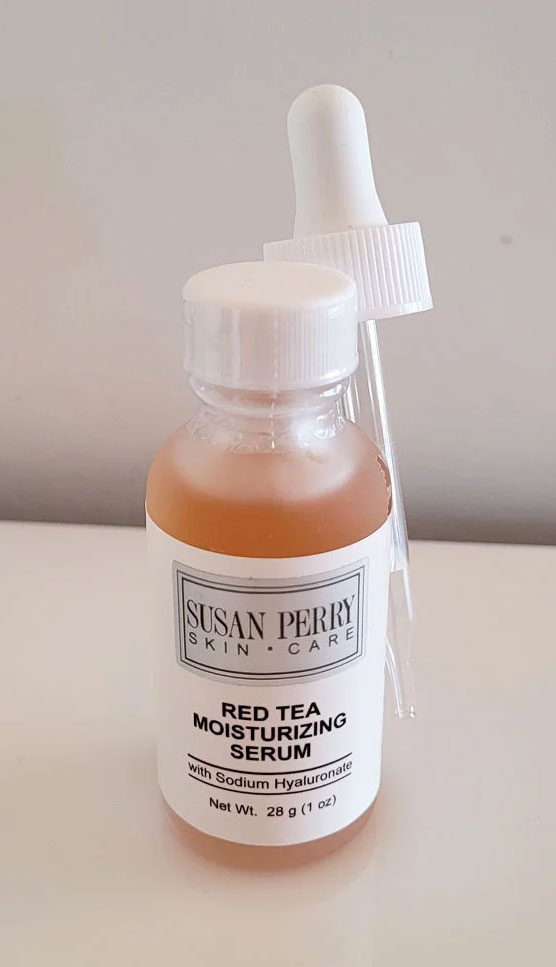 SUSAN PERRY
SKIN • CARE
RED TEA
MOISTURIZING
SERUM
with Sodium Hyaluronate
Net Wt. 28 g (1 oz)